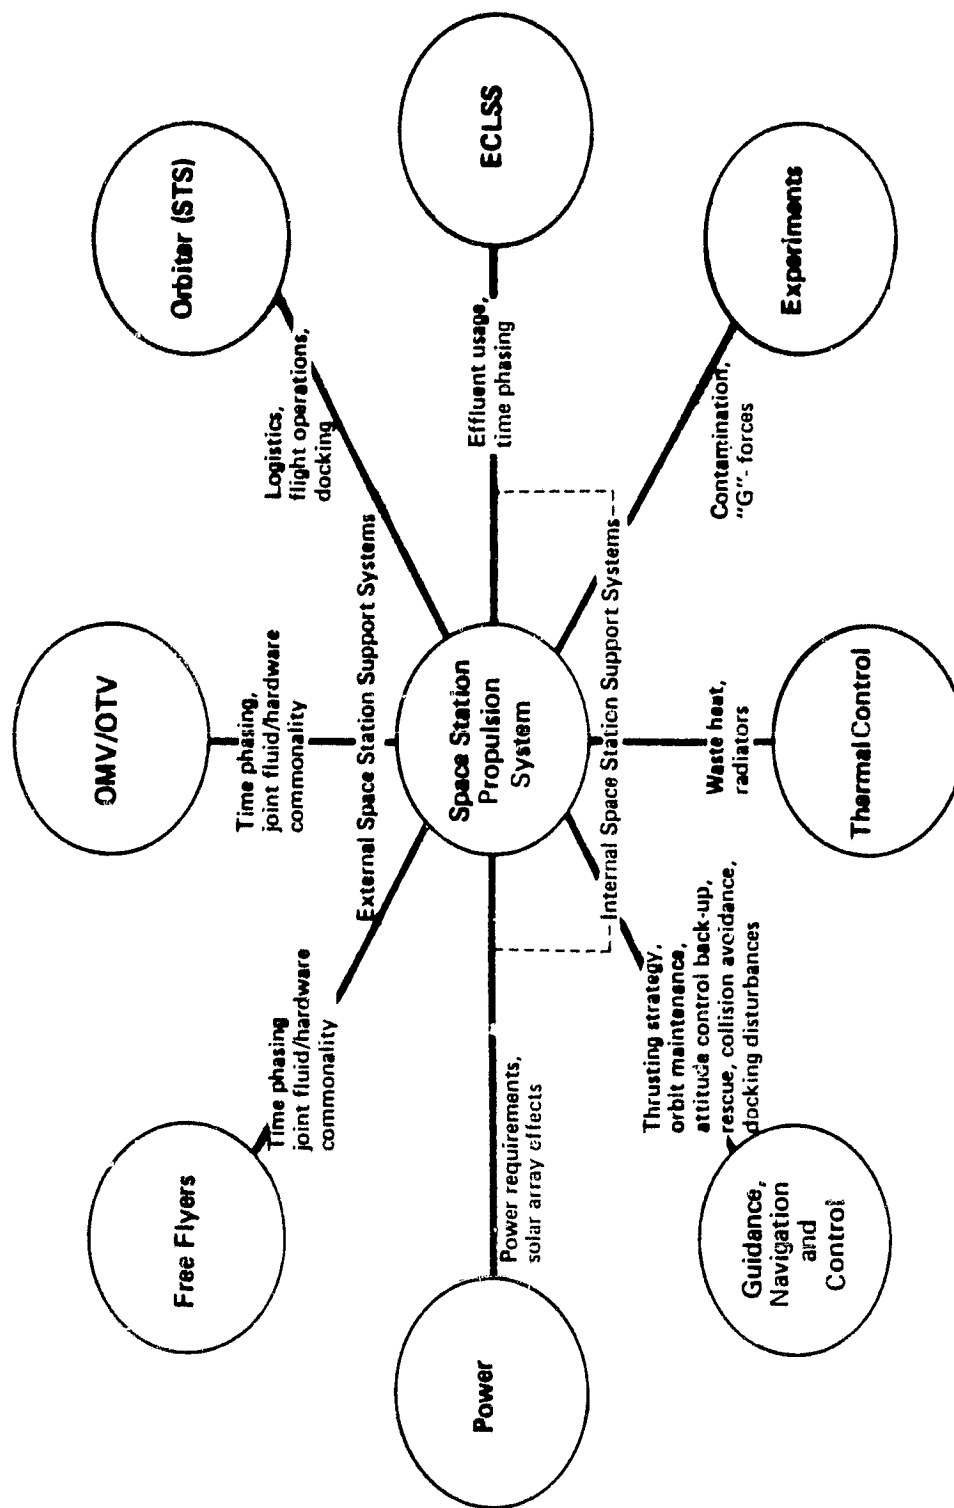 Free Flyers
OMV/OTV
Orbiter (STS)
Time phasing
joint fluid/hardware
commonality
Time phasing,
joint fluid/hardware
commonality
Logistics,
flight operations,
docking
External Space Station Support Systems
Power
Power requirements,
solar array effects
Space Station
Propulsion
System
Effluent usage,
time phasing
ECLSS
Internal Space Station Support Systems
Thrusting strategy,
orbit maintenance,
attitude control back-up,
rescue, collision avoidance,
docking disturbances
Waste heat,
radiators
Contamination,
"G"- forces
Guidance,
Navigation
and
Control
Thermal Control
Experiments